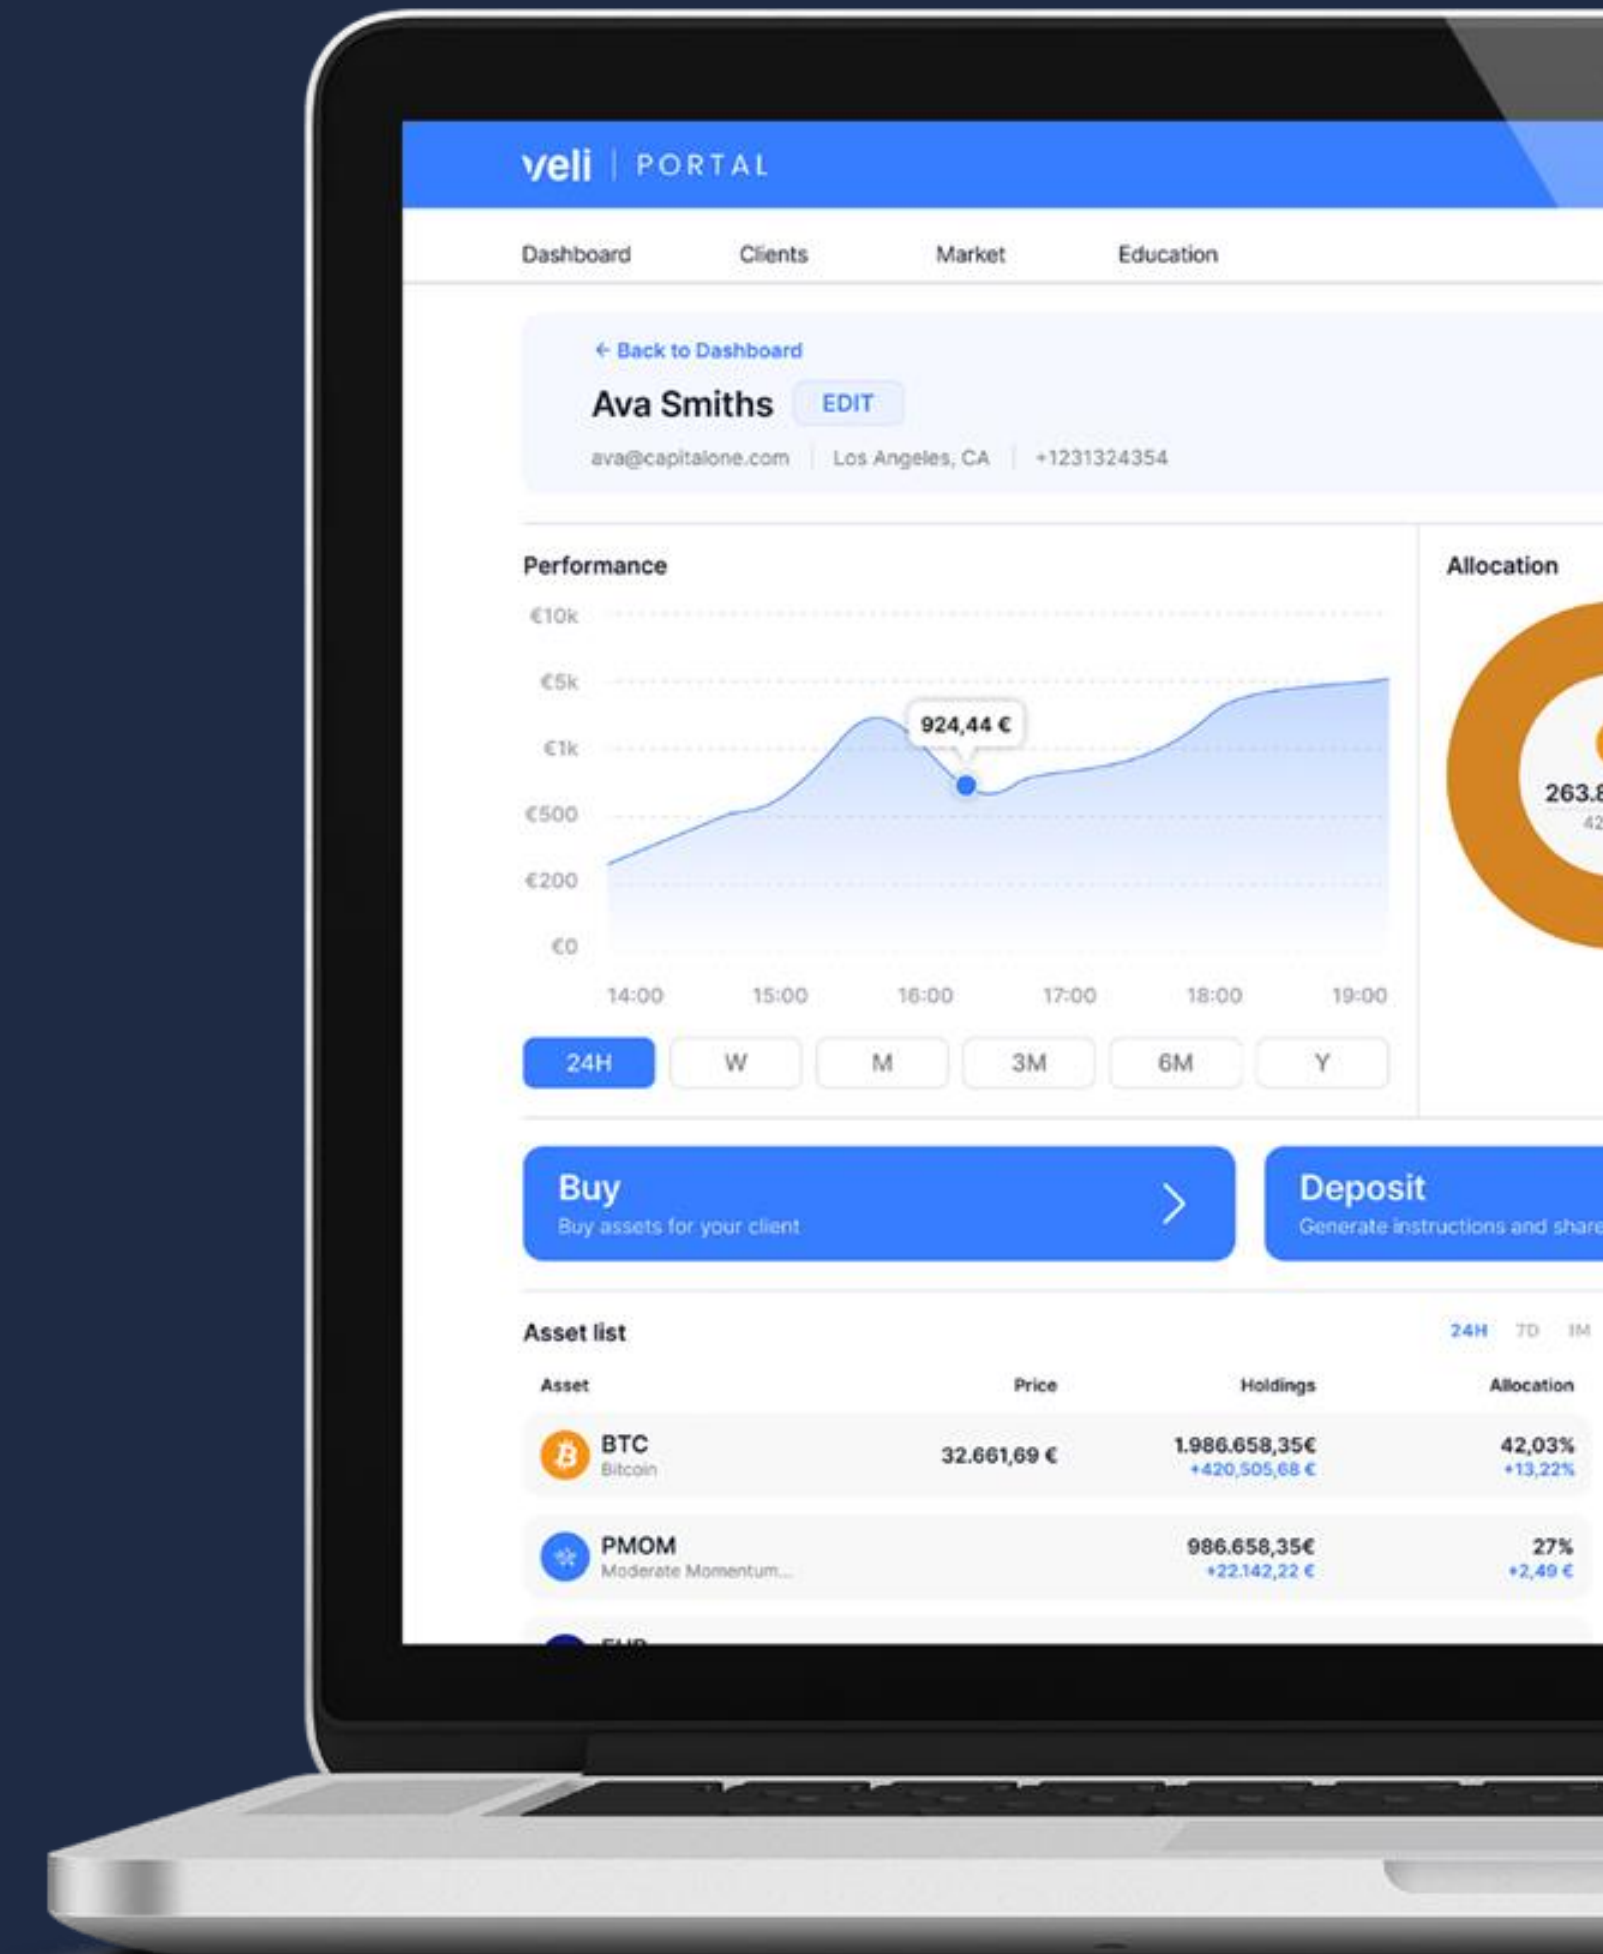 veli | PORTAL
Dashboard Clients Market Education
← Back to Dashboard
Ava Smiths EDIT
ava@capitalone.com | Los Angeles, CA | +1231324354
Performance
€10k
€5k
€1k
€500
€200
€0
924,44 €
14:00 15:00 16:00 17:00 18:00 19:00
24H W M 3M 6M Y
Allocation
263.8
42
Buy
Buy assets for your client
Deposit
Generate instructions and share
Asset list
24H 7D 1M
Asset Price Holdings Allocation
BTC 32.661,69 € 1.986.658,35€ 42,03%
Bitcoin +420,505,68 € +13,22%
PMOM 986.658,35€ 27%
Moderate Momentum... +22.142,22 € +2,49 €